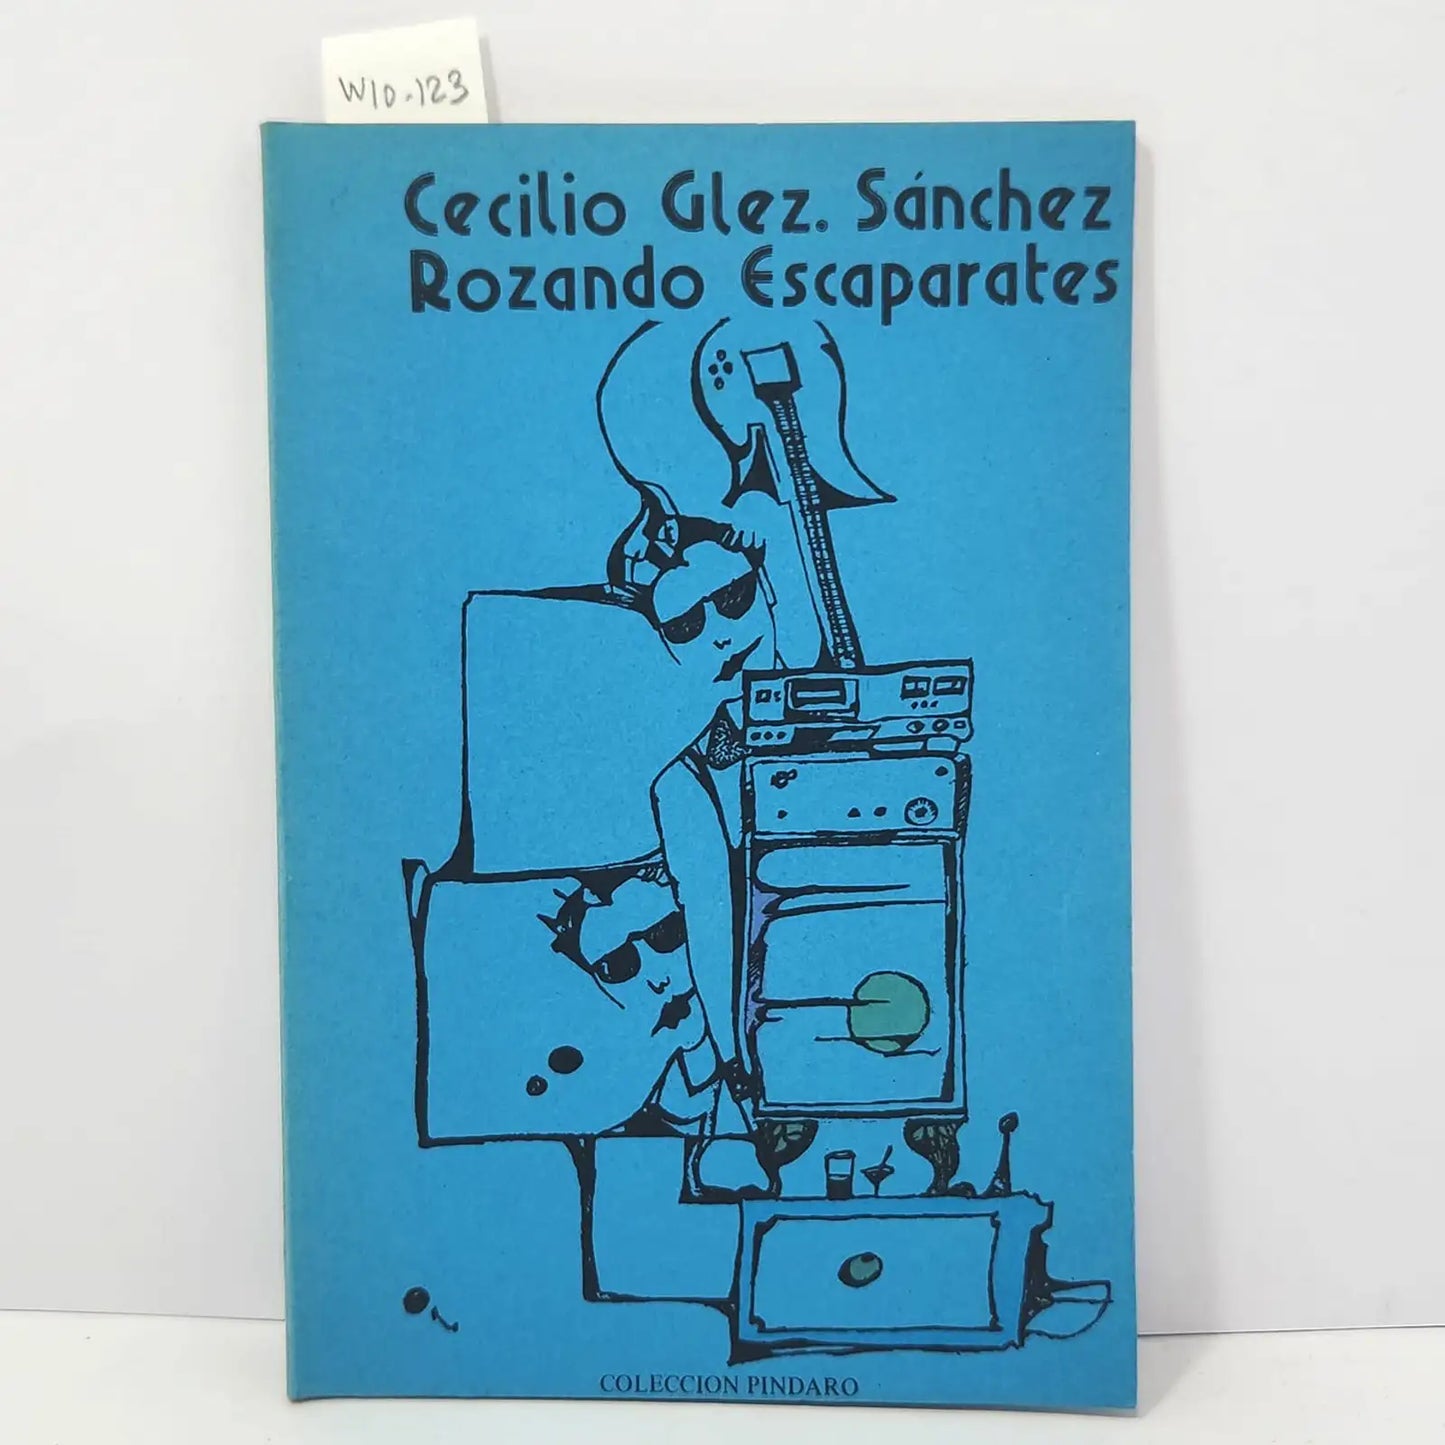 W10-123
Cecilio Glez. Sánchez
Rozando Escaparates
COLECCION PINDARO